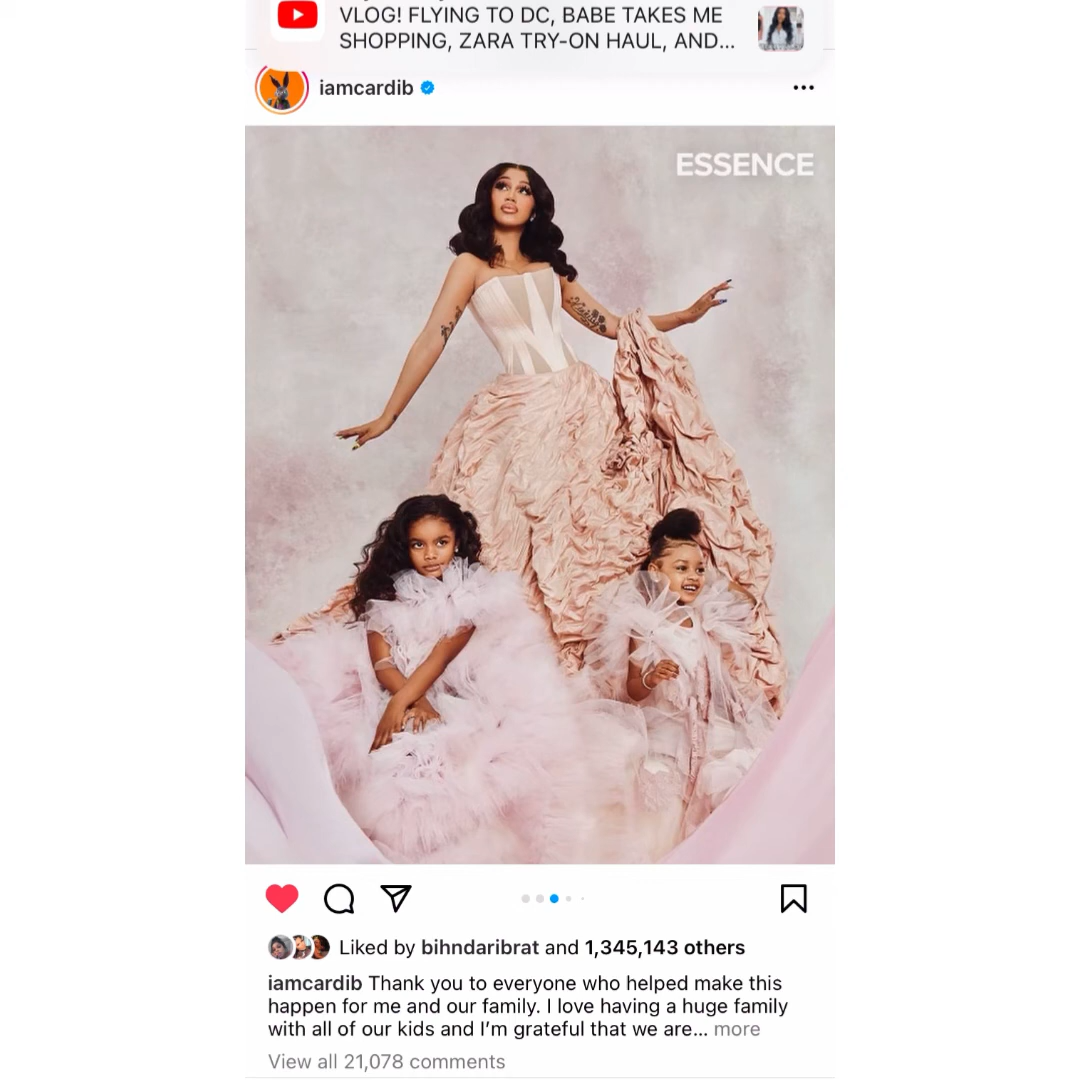 VLOG! FLYING TO DC, BABE TAKES ME
SHOPPING, ZARA TRY-ON HAUL, AND...
iamcardib
ESSENCE
Liked by bihndaribrat and 1,345,143 others
iamcardib Thank you to everyone who helped make this
happen for me and our family. I love having a huge family
with all of our kids and I’m grateful that we are... more
View all 21,078 comments